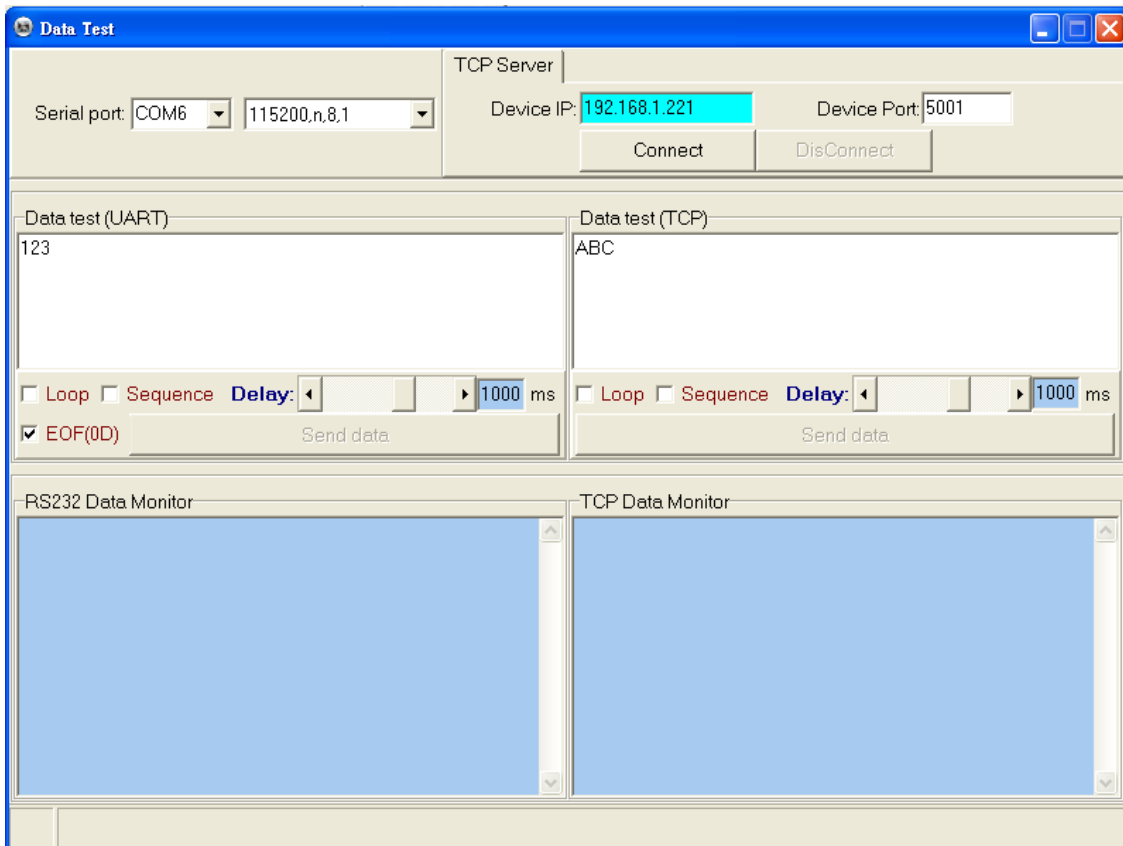 Data Test
TCP Server
Serial port: COM6 115200,n,8,1
Device IP: 192.168.1.221 Device Port: 5001
Connect DisConnect
Data test (UART) Data test (TCP)
123 ABC
Loop Sequence Delay: 1000 ms Loop Sequence Delay: 1000 ms
EOF(0D) Send data Send data
RS232 Data Monitor TCP Data Monitor